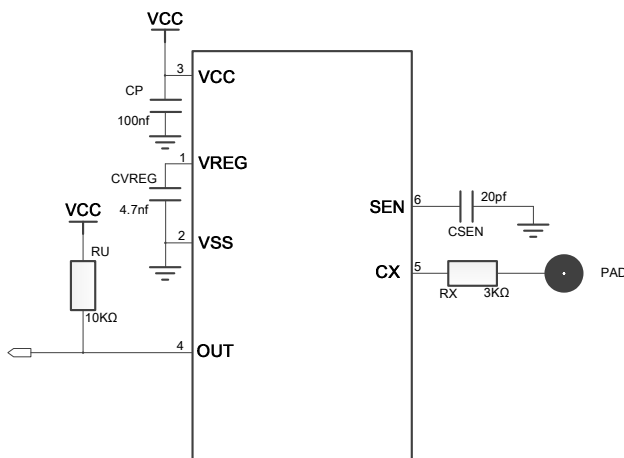 VCC
3
VCC
CP
100nf
1
VREG
CVREG
4.7nf
6
20pf
SEN
CSEN
VCC
2
VSS
RU
5
CX
PAD
RX
3KΩ
10KΩ
4
OUT